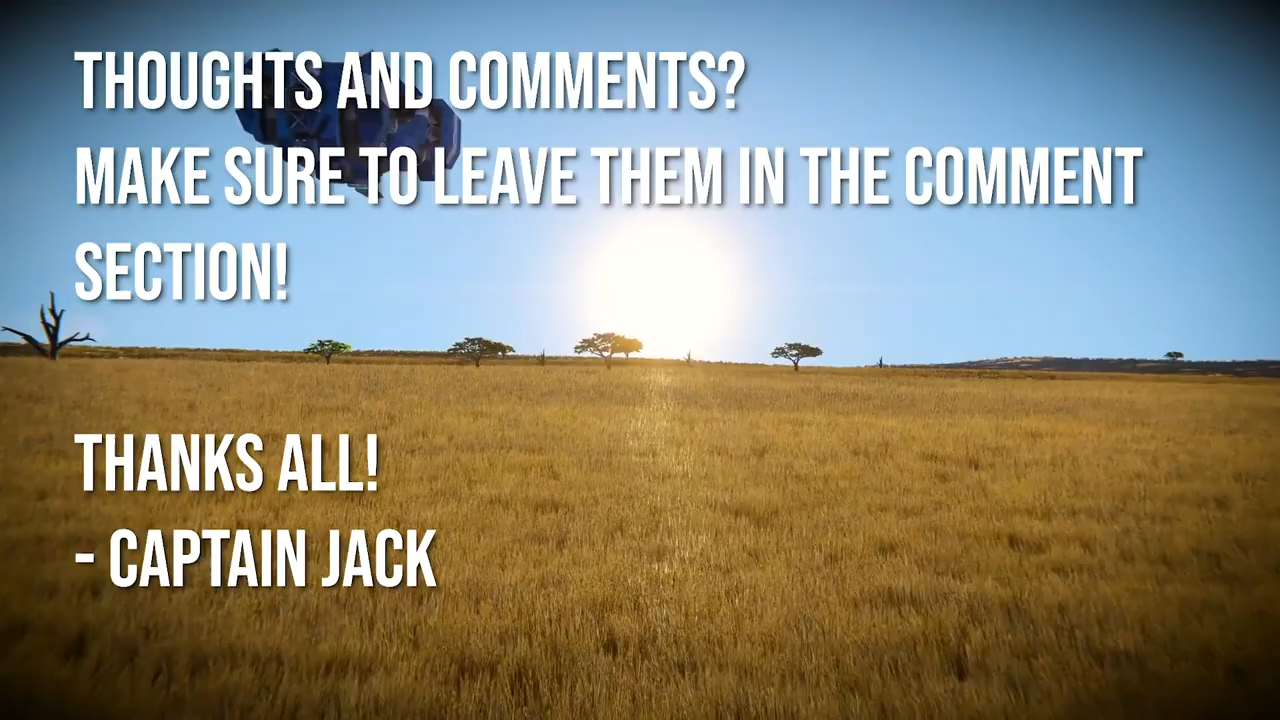 THOUGHTS AND COMMENTS?
MAKE SURE TO LEAVE THEM IN THE COMMENT
SECTION!
THANKS ALL!
- CAPTAIN JACK